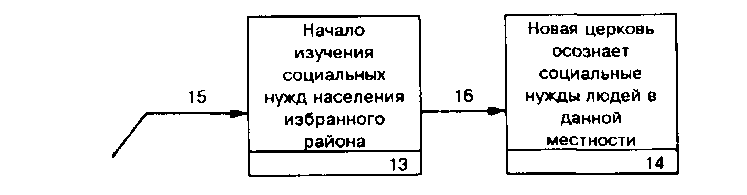 15
Начало
изучения
социальных
нужд населения
избранного
района
13
16
Новая церковь
осознает
социальные
нужды людей в
данной
местности
14